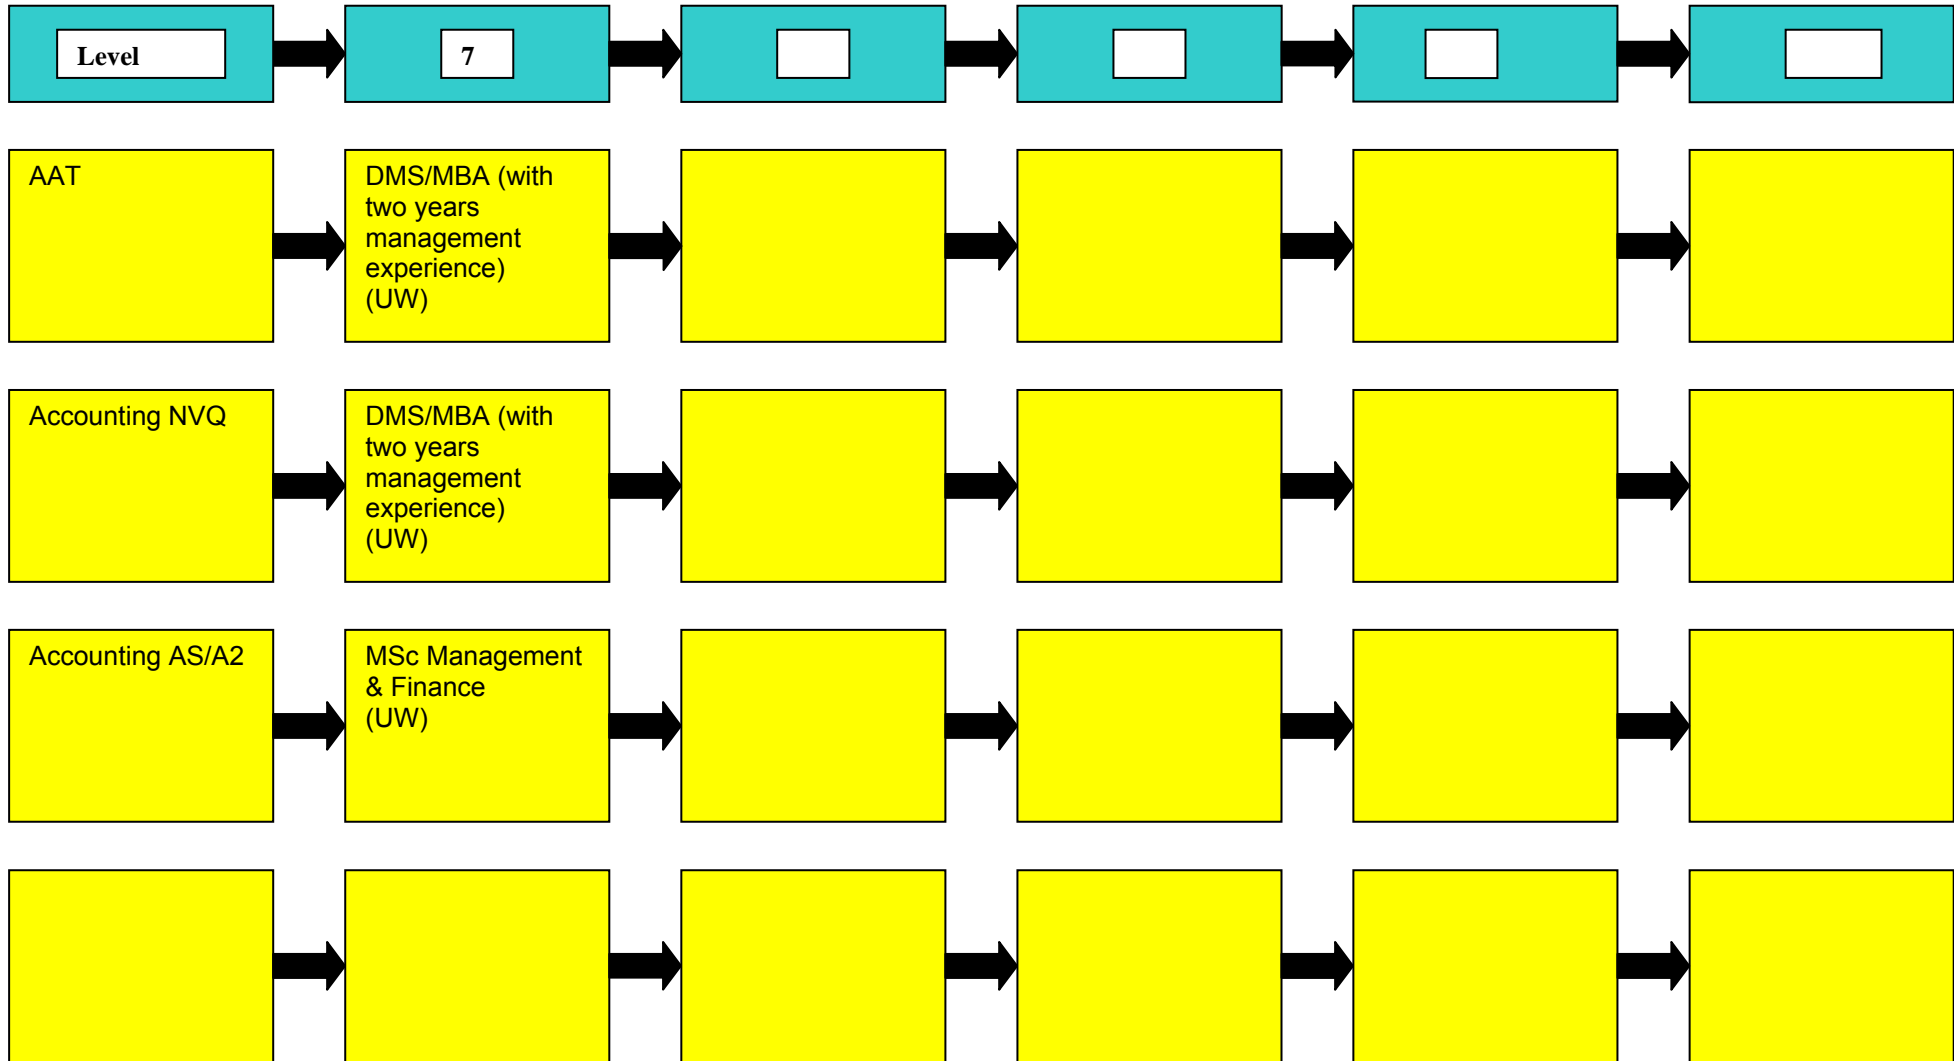 Level
7
AAT
DMS/MBA (with
two years
management
experience)
(UW)
Accounting NVQ
DMS/MBA (with
two years
management
experience)
(UW)
Accounting AS/A2
MSc Management
& Finance
(UW)